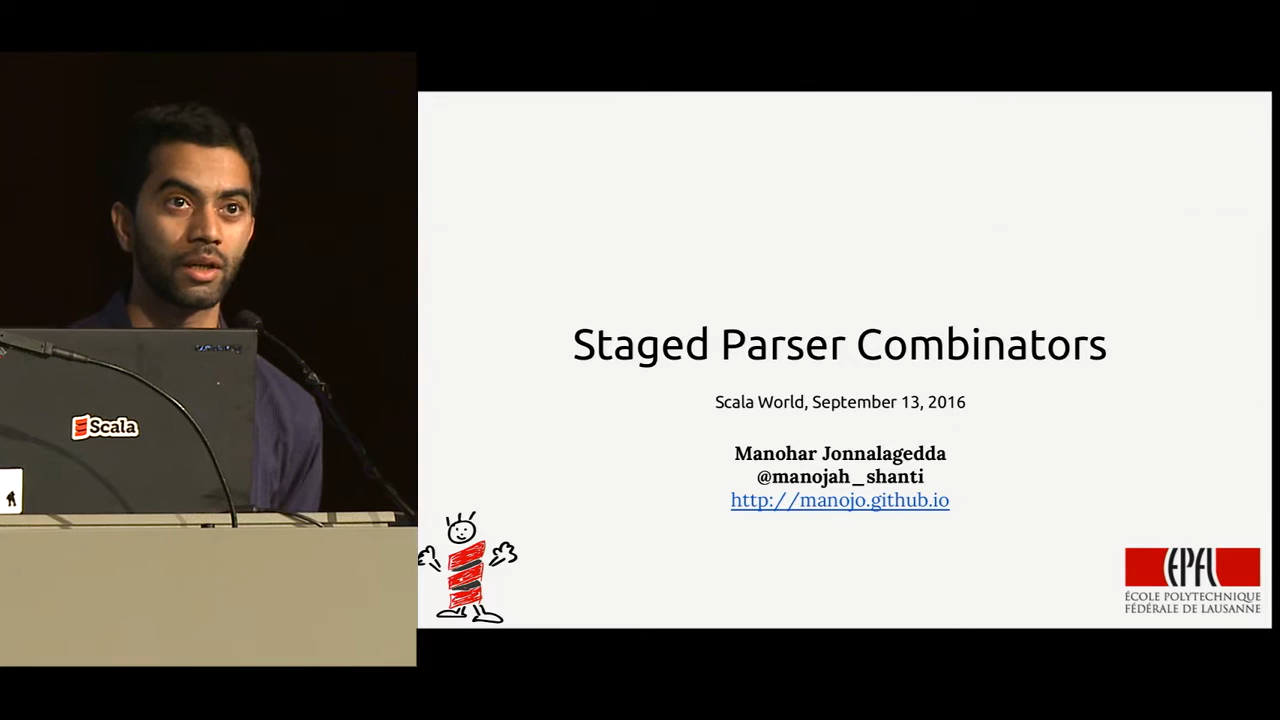 Staged Parser Combinators
Scala World, September 13, 2016
Manohar Jonnalagedda
@manojah_shanti
http://manojo.github.io
Scala
EPFL
ÉCOLE POLYTECHNIQUE
FÉDÉRALE DE LAUSANNE